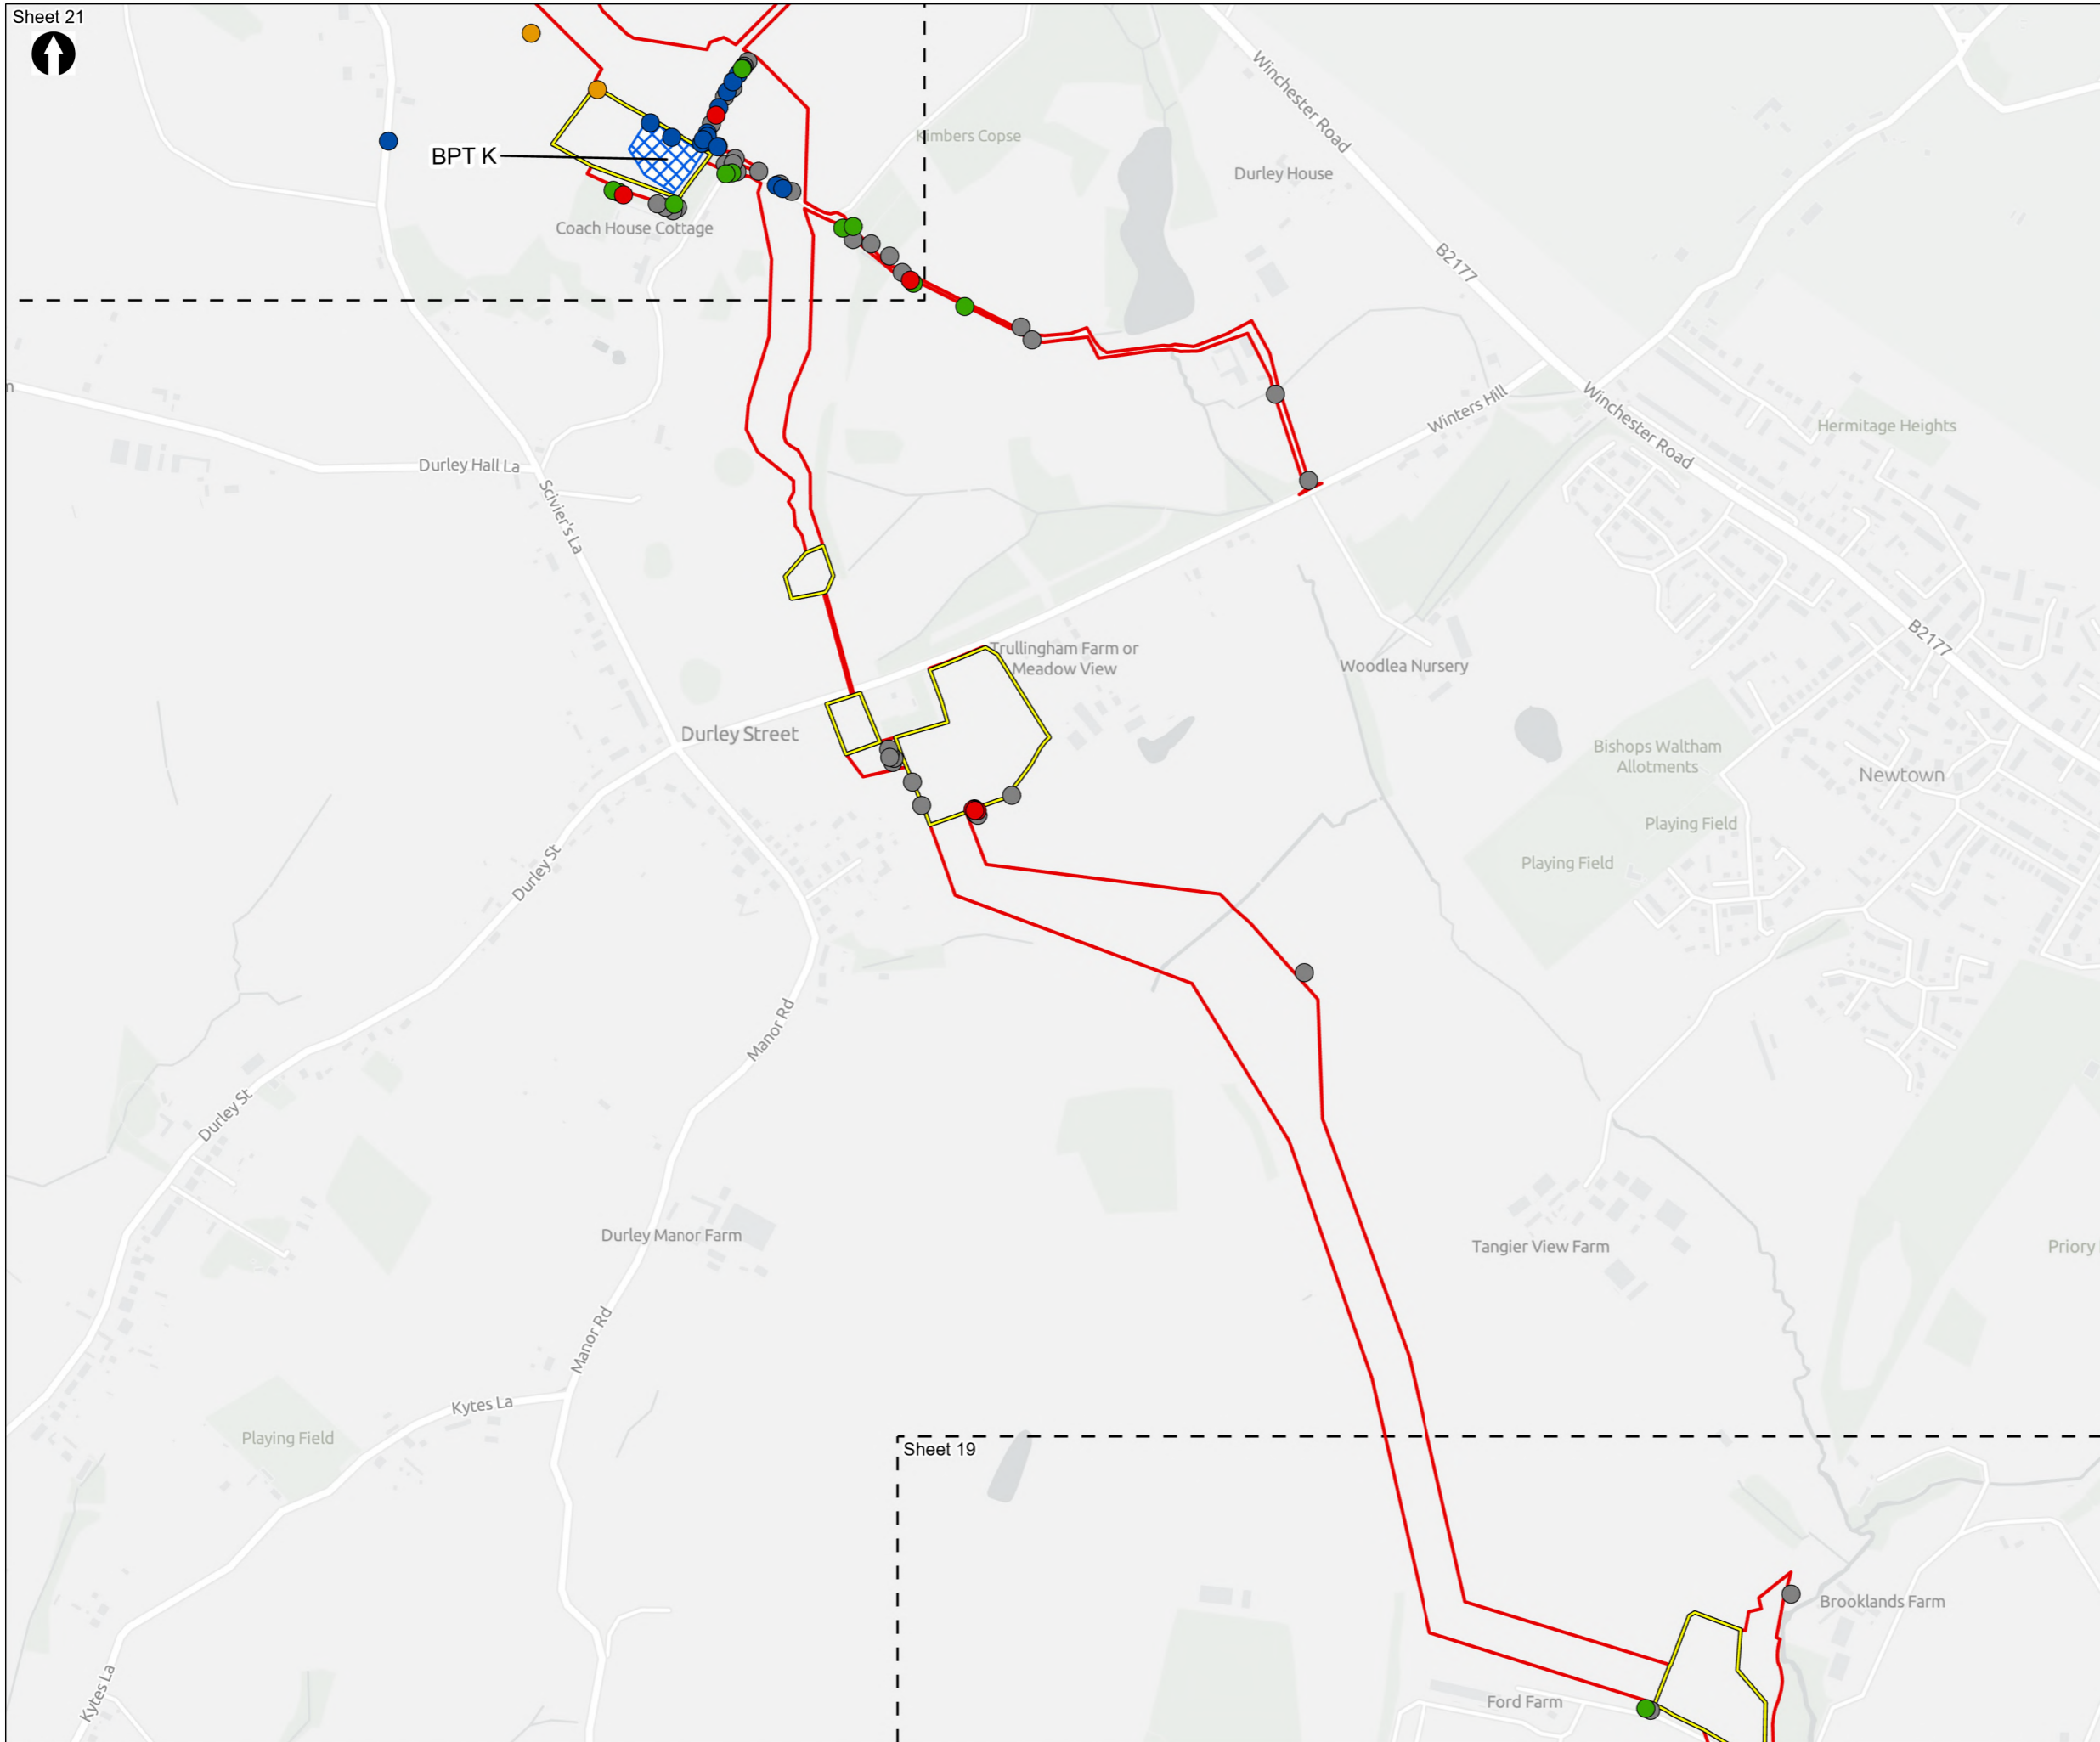 Sheet 21
Winchester Road
Kimbers Copse
BPT K
Durley House
Coach House Cottage
B2177
Winters Hill
Winchester Road
Hermitage Heights
Durley Hall La
Scivier's La
B2177
Trullingham Farm or
Meadow View
Woodlea Nursery
Durley Street
Bishops Waltham
Allotments
Newtown
Playing Field
Playing Field
Durley St
Manor Rd
Durley St
Durley Manor Farm
Tangier View Farm
Priory
Manor Rd
Kytes La
Playing Field
Sheet 19
Brooklands Farm
Kytes La
Ford Farm